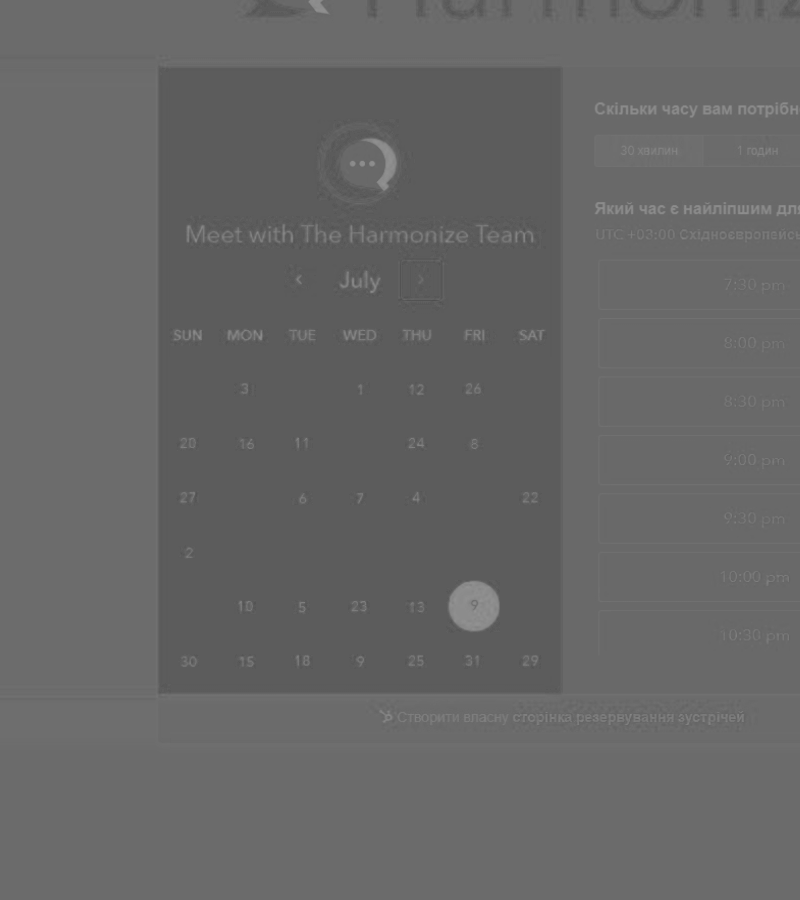 Harmoniz
Meet with The Harmonize Team
July
SUN MON TUE WED THU FRI SAT
3 1 12 26
20 16 11 24 8
27 6 7 4 22
2
10 5 23 13 9
30 15 18 9 25 31 29
Скільки часу вам потрібн
30 хвилин 1 годин
Який час є найліпшим дл
UTC +03:00 Східноєвропейсь
7:30 pm
8:00 pm
8:30 pm
9:00 pm
9:30 pm
10:00 pm
10:30 pm
Створити власну сторінка резервування зустрічей